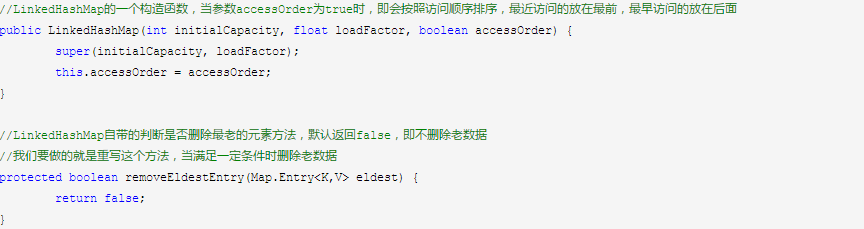 //LinkedHashMap的一个构造函数，当参数accessOrder为true时，即会按照访问顺序排序，最近访问的放在最前，最早访问的放在后面
public LinkedHashMap(int initialCapacity, float loadFactor, boolean accessOrder) {
        super(initialCapacity, loadFactor);
        this.accessOrder = accessOrder;
}

//LinkedHashMap自带的判断是否删除最老的元素方法，默认返回false，即不删除老数据
//我们要做的就是重写这个方法，当满足一定条件时删除老数据
protected boolean removeEldestEntry(Map.Entry<K,V> eldest) {
        return false;
}